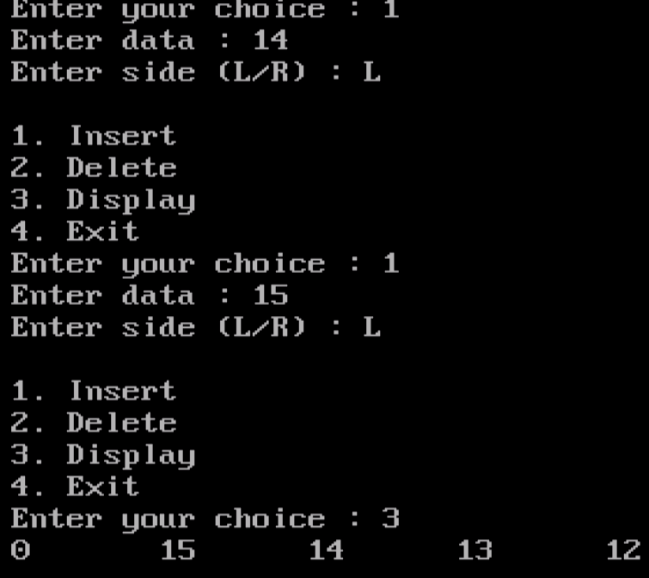 Enter your choice : 1
Enter data : 14
Enter side (L/R) : L
1. Insert
2. Delete
3. Display
4. Exit
Enter your choice : 1
Enter data : 15
Enter side (L/R) : L
1. Insert
2. Delete
3. Display
4. Exit
Enter your choice : 3
0 15 14 13 12